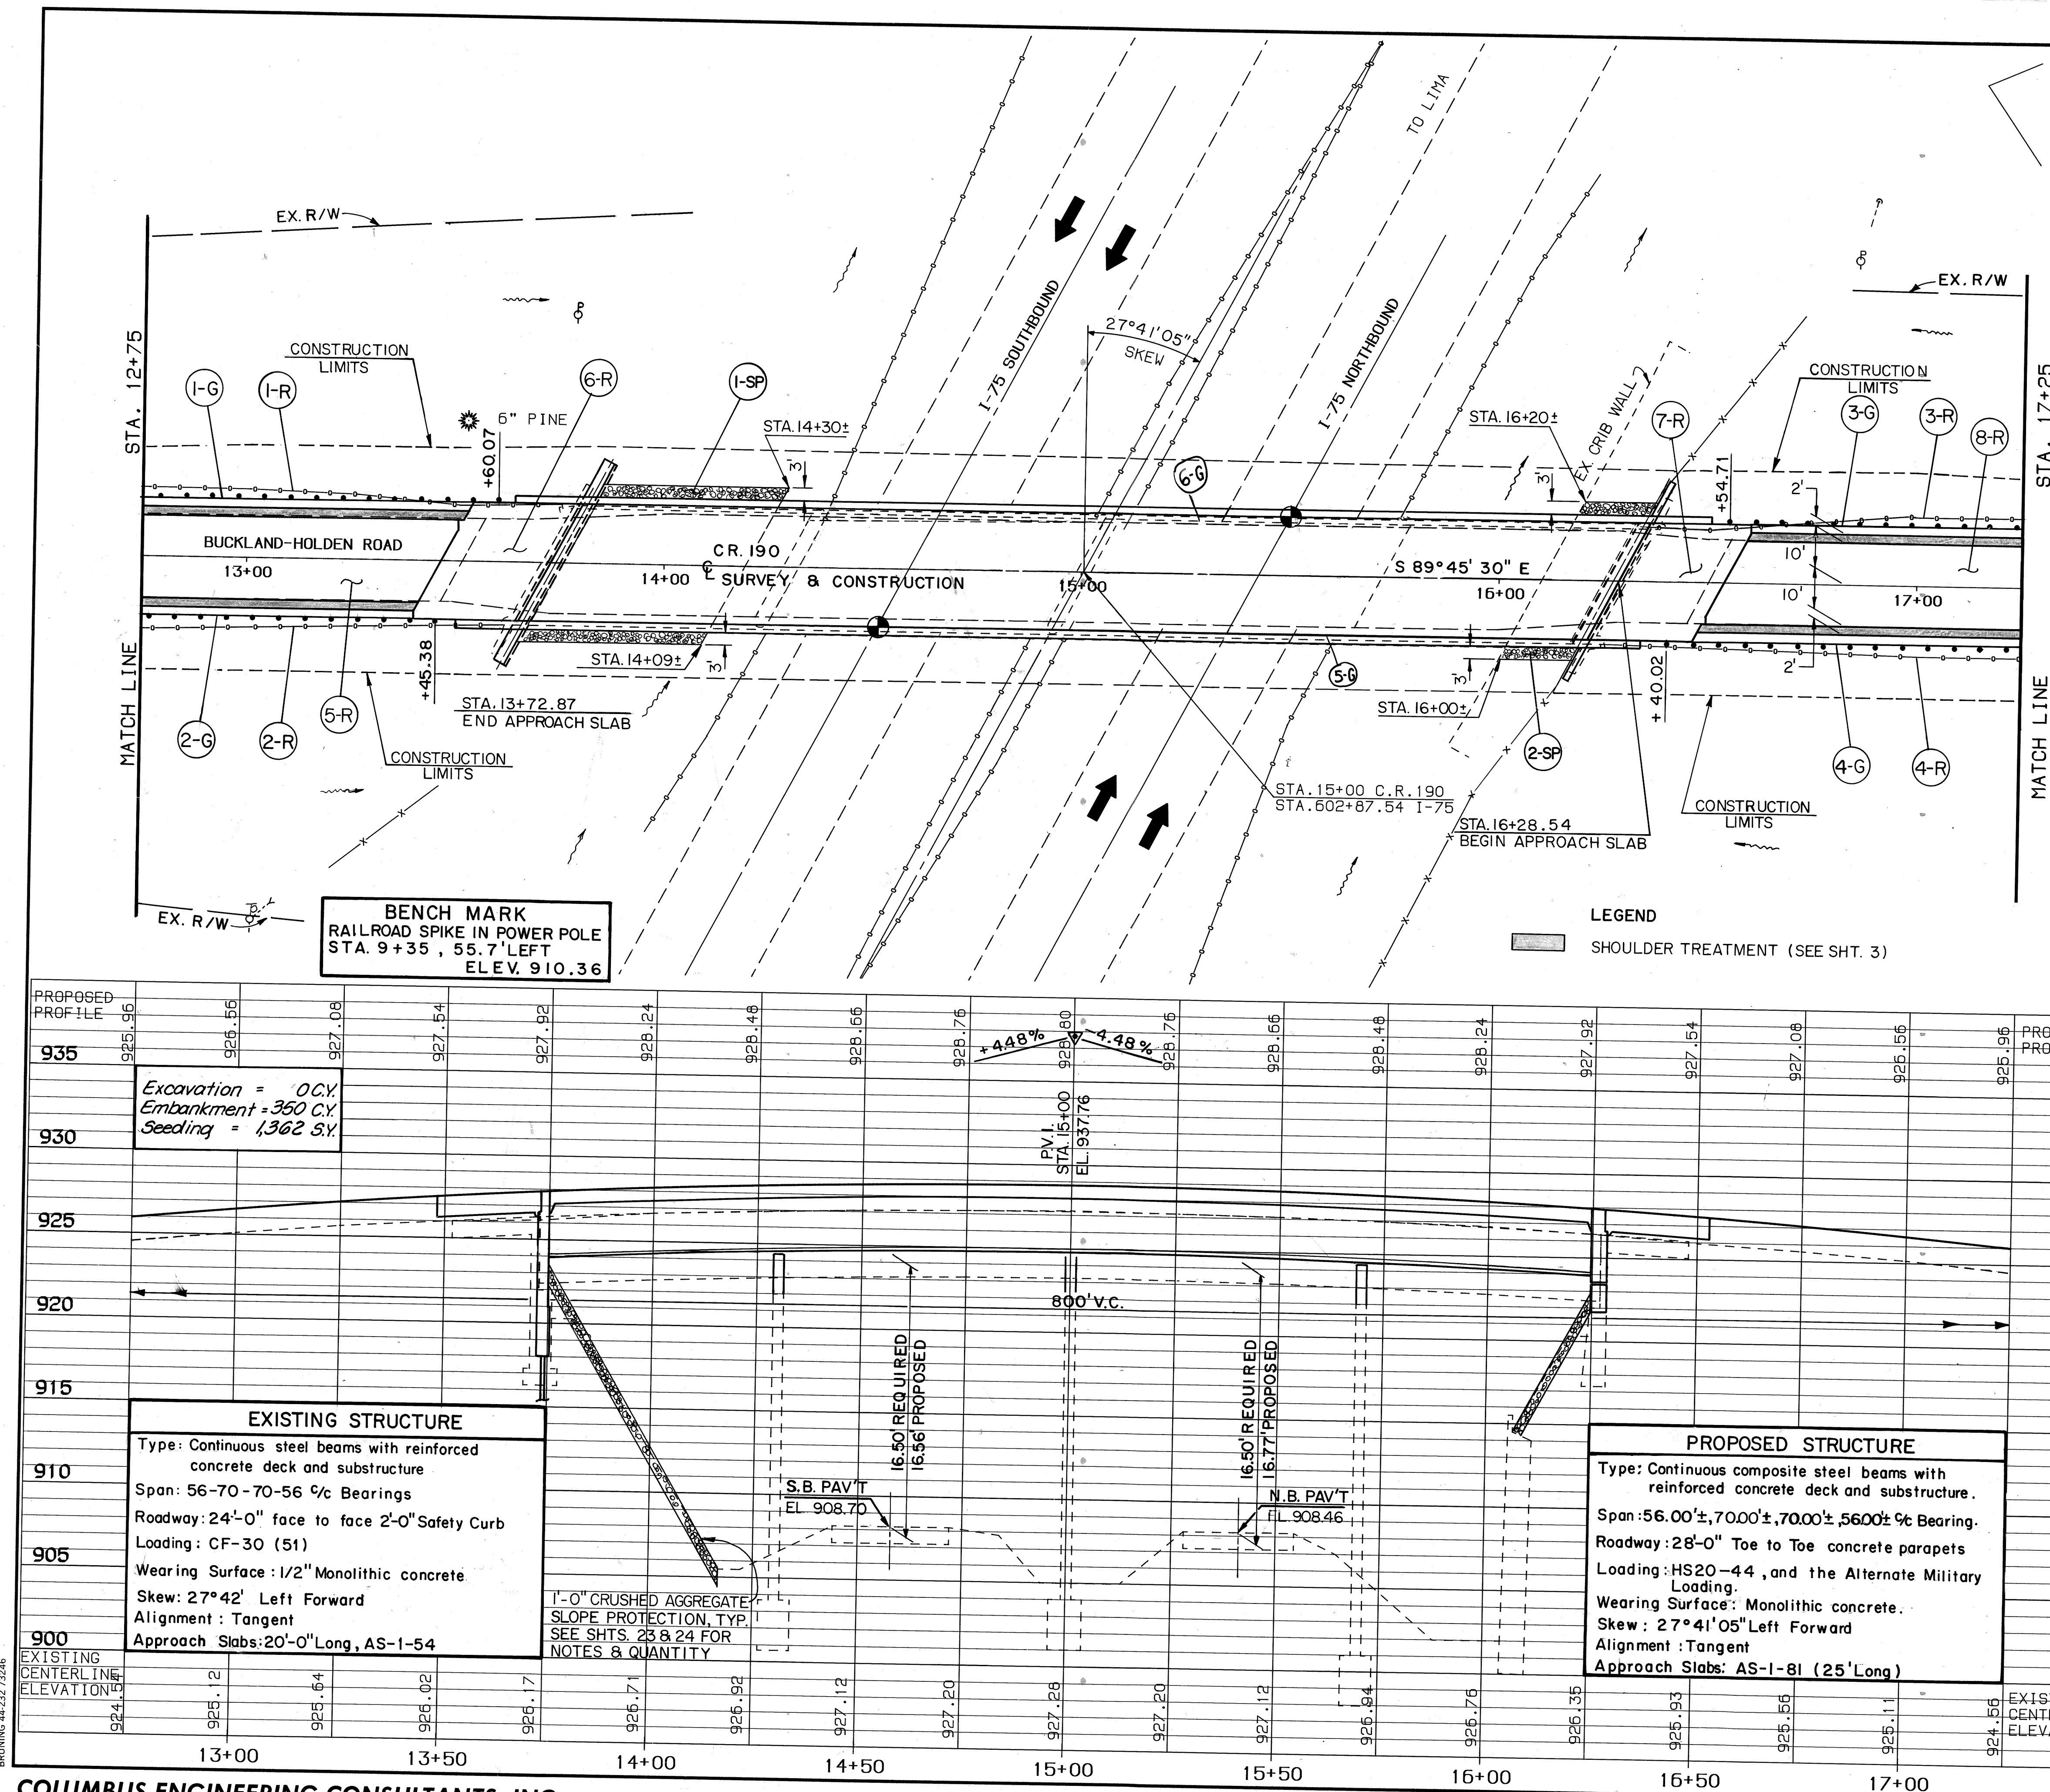 EX. R/W
TO LIMA
I-75 SOUTHBOUND
27°41'05"
SKEW
I-75 NORTHBOUND
EX. R/W
STA. 12+75
MATCH LINE
STA. 17+25
MATCH LINE
CONSTRUCTION
LIMITS
1-G
1-R
6-R
1-SP
6" PINE
+60.07
STA.14+30±
3'
6-G
STA.16+20±
3'
EX. CRIB WALL
7-R
CONSTRUCTION
LIMITS
3-G
3-R
8-R
+54.71
2'
10'
10'
2'
BUCKLAND-HOLDEN ROAD
13+00
CR. 190
14+00
℄ SURVEY & CONSTRUCTION
15+00
S 89°45' 30" E
16+00
17+00
2-G
2-R
5-R
+45.38
STA.14+09±
3'
STA.13+72.87
END APPROACH SLAB
CONSTRUCTION
LIMITS
5-G
3'
STA.16+00±
2-SP
+ 40.02
4-G
4-R
STA.15+00 C.R.190
STA.602+87.54 I-75
STA.16+28.54
BEGIN APPROACH SLAB
CONSTRUCTION
LIMITS
EX. R/W
BENCH MARK
RAILROAD SPIKE IN POWER POLE
STA. 9+35 , 55.7'LEFT
ELEV. 910.36
LEGEND
SHOULDER TREATMENT (SEE SHT. 3)
PROPOSED
PROFILE
925.96 926.56 927.08 927.54 927.92 928.24 928.48 928.66 928.76 928.80 928.76 928.66 928.48 928.24 927.92 927.54 927.08 926.56 925.96
PRO
PRO
+448%
-4.48%
P.V.I.
STA.15+00
EL.937.76
935
930
925
920
915
910
905
900
Excavation = 0 C.Y.
Embankment = 350 C.Y.
Seeding = 1,362 S.Y.
800' V.C.
16.50' REQUIRED
16.56' PROPOSED
16.50' REQUIRED
16.77' PROPOSED
S.B. PAV'T
EL 908.70
N.B. PAV'T
EL.908.46
EXISTING STRUCTURE
Type: Continuous steel beams with reinforced
concrete deck and substructure
Span: 56-70-70-56 c/c Bearings
Roadway: 24'-0" face to face 2'-0" Safety Curb
Loading: CF-30 (51)
Wearing Surface : 1/2" Monolithic concrete
Skew: 27°42' Left Forward
Alignment : Tangent
Approach Slabs: 20'-0" Long, AS-1-54
1'-0" CRUSHED AGGREGATE
SLOPE PROTECTION, TYP.
SEE SHTS. 23 & 24 FOR
NOTES & QUANTITY
PROPOSED STRUCTURE
Type: Continuous composite steel beams with
reinforced concrete deck and substructure.
Span: 56.00'±, 70.00'±, 70.00'±, 56.00'± c/c Bearing.
Roadway : 28'-0" Toe to Toe concrete parapets
Loading : HS20-44 , and the Alternate Military
Loading.
Wearing Surface: Monolithic concrete.
Skew : 27°41'05" Left Forward
Alignment : Tangent
Approach Slabs: AS-1-81 (25' Long)
EXISTING
CENTERLINE
ELEVATION
924.54 925.12 925.64 926.02 926.17 926.71 926.92 927.12 927.20 927.28 927.20 927.12 926.94 926.76 926.35 925.93 925.56 925.11 924.56
EXIS
CENT
ELEV
13+00 13+50 14+00 14+50 15+00 15+50 16+00 16+50 17+00
BRUNING 44-232 73246
COLUMBUS ENGINEERING CONSULTANTS, INC.